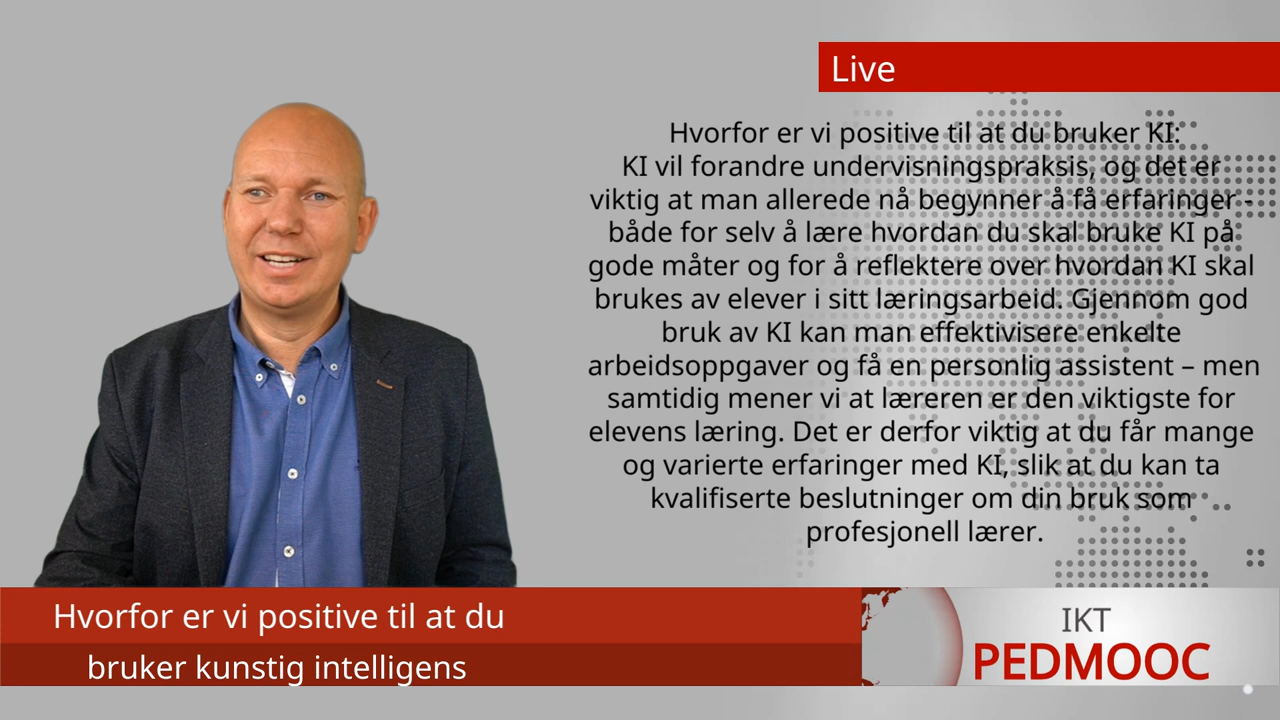 Live
Hvorfor er vi positive til at du bruker KI:
KI vil forandre undervisningspraksis, og det er
viktig at man allerede nå begynner å få erfaringer -
både for selv å lære hvordan du skal bruke KI på
gode måter og for å reflektere over hvordan KI skal
brukes av elever i sitt læringsarbeid. Gjennom god
bruk av KI kan man effektivisere enkelte
arbeidsoppgaver og få en personlig assistent – men
samtidig mener vi at læreren er den viktigste for
elevens læring. Det er derfor viktig at du får mange
og varierte erfaringer med KI, slik at du kan ta
kvalifiserte beslutninger om din bruk som
profesjonell lærer.
Hvorfor er vi positive til at du
bruker kunstig intelligens
IKT
PEDMOOC